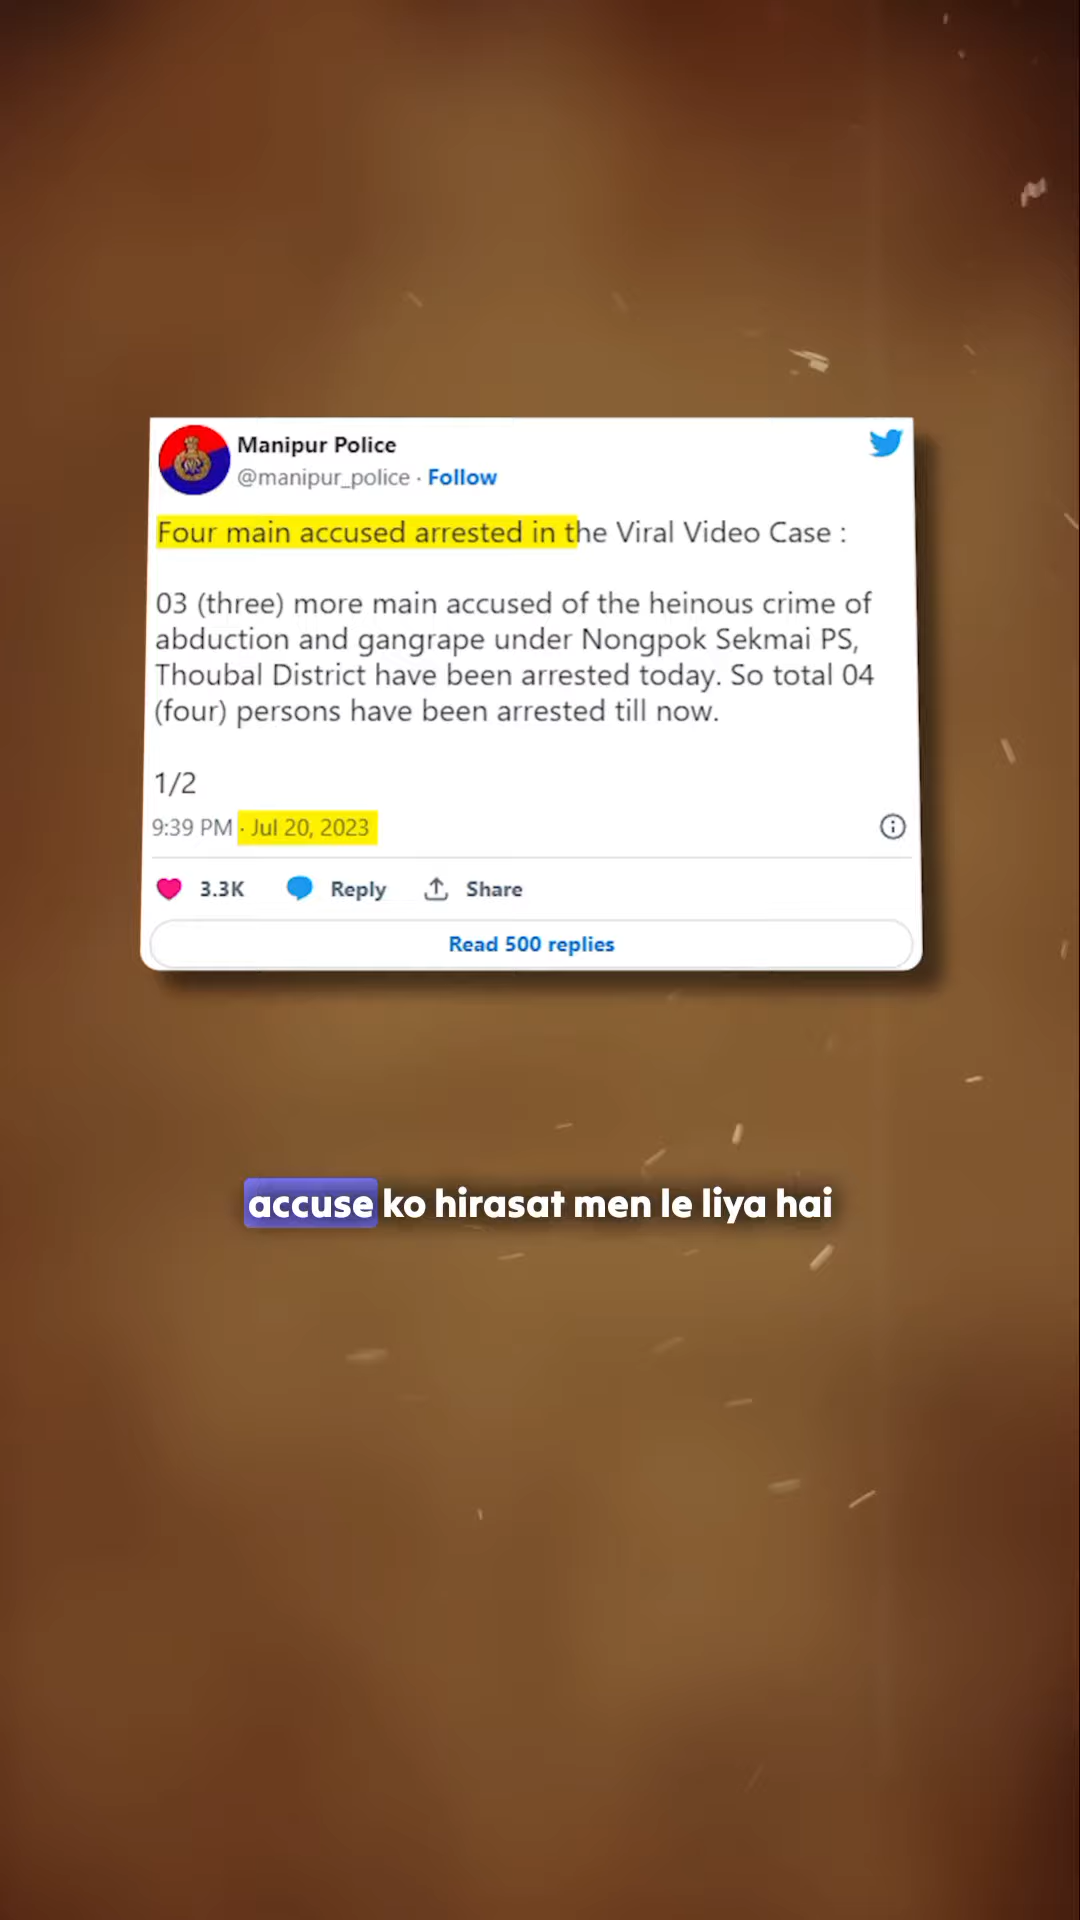 Manipur Police
@manipur_police · Follow
Four main accused arrested in the Viral Video Case :
03 (three) more main accused of the heinous crime of
abduction and gangrape under Nongpok Sekmai PS,
Thoubal District have been arrested today. So total 04
(four) persons have been arrested till now.
1/2
9:39 PM · Jul 20, 2023
3.3K Reply Share
Read 500 replies
accuse ko hirasat men le liya hai